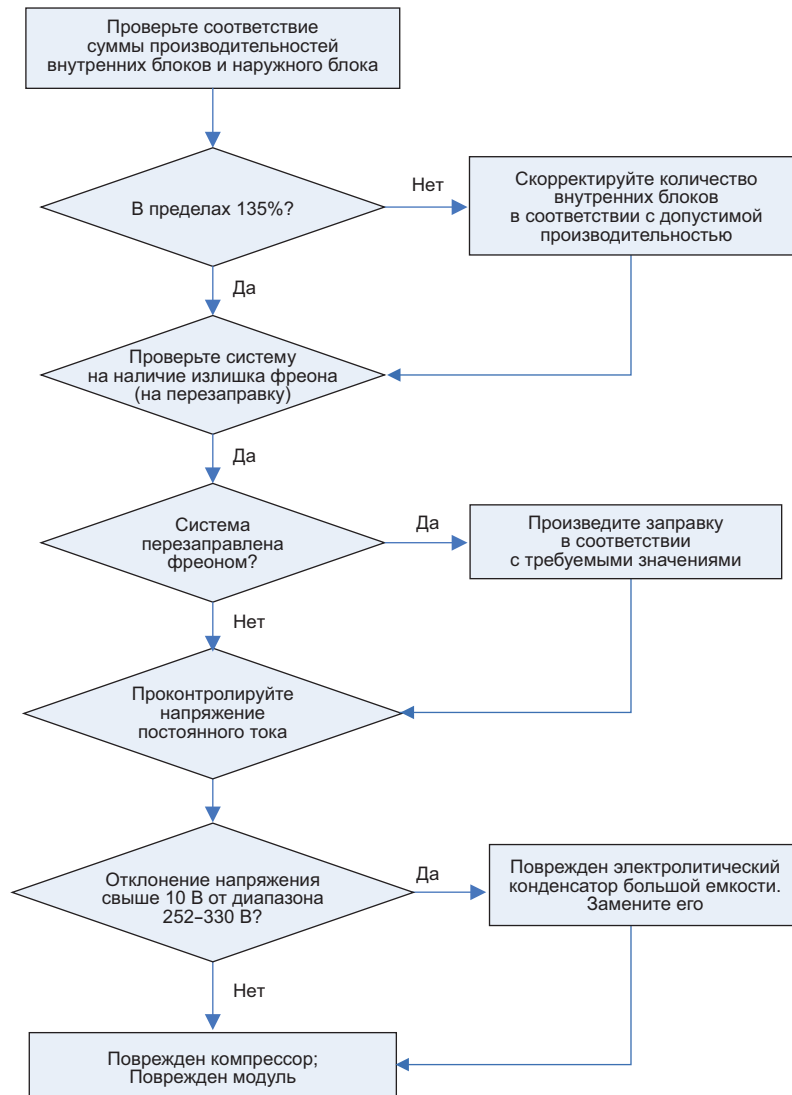 Проверьте соответствие
суммы производительностей
внутренних блоков и наружного блока
В пределах 135%?
Нет
Скорректируйте количество
внутренних блоков
в соответствии с допустимой
производительностью
Да
Проверьте систему
на наличие излишка фреона
(на перезаправку)
Да
Система
перезаправлена
фреоном?
Да
Произведите заправку
в соответствии
с требуемыми значениями
Нет
Проконтролируйте
напряжение
постоянного тока
Отклонение напряжения
свыше 10 В от диапазона
252–330 В?
Да
Поврежден электролитический
конденсатор большой емкости.
Замените его
Нет
Поврежден компрессор;
Поврежден модуль